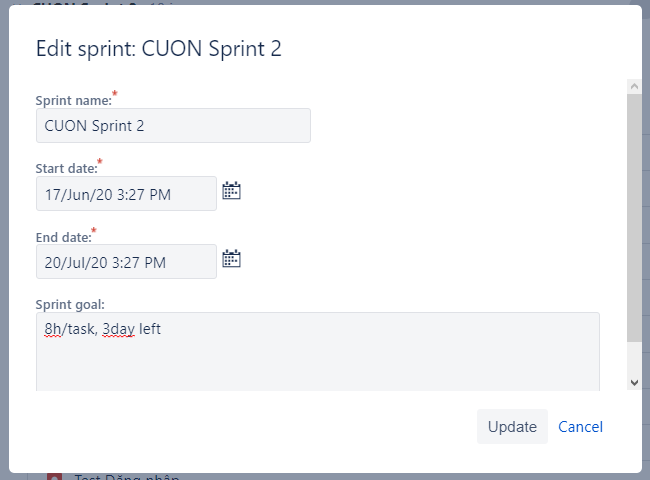 Edit sprint: CUON Sprint 2
Sprint name:*
CUON Sprint 2
Start date:*
17/Jun/20 3:27 PM
End date:*
20/Jul/20 3:27 PM
Sprint goal:
8h/task, 3day left
Update Cancel
Test Đăng nhập